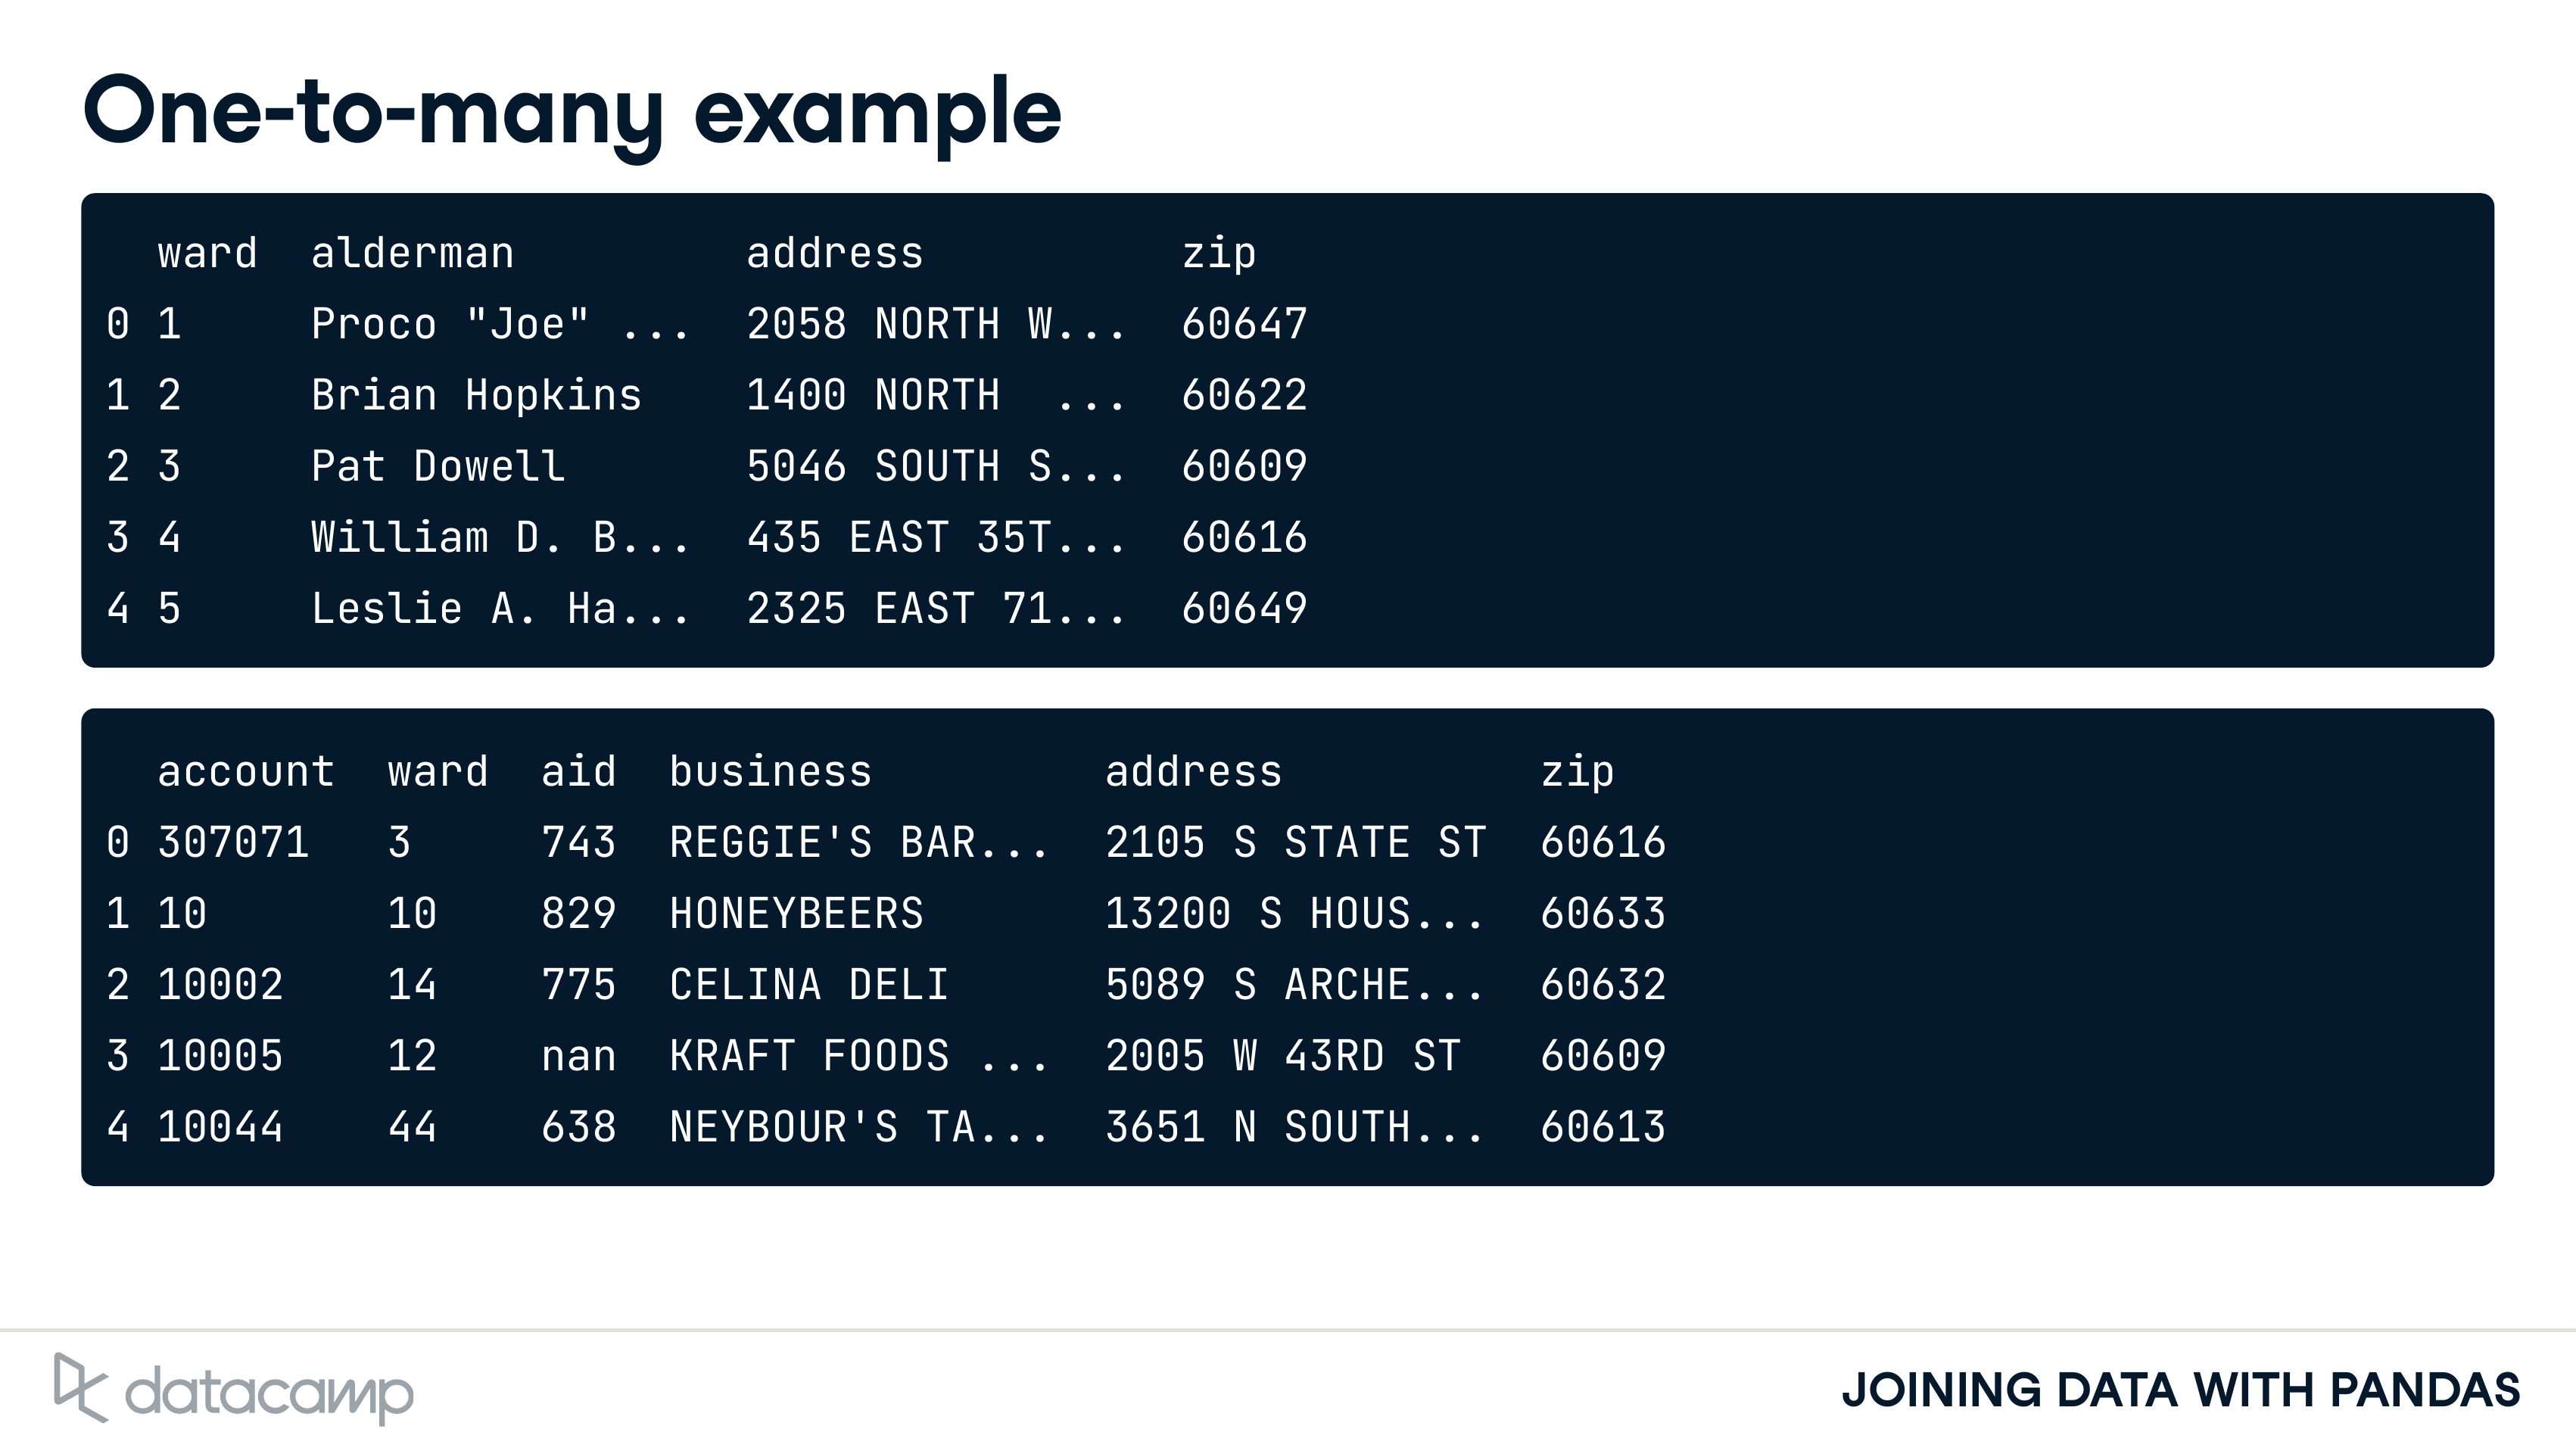 One-to-many example
ward alderman address zip
0 1 Proco "Joe" ... 2058 NORTH W... 60647
1 2 Brian Hopkins 1400 NORTH ... 60622
2 3 Pat Dowell 5046 SOUTH S... 60609
3 4 William D. B... 435 EAST 35T... 60616
4 5 Leslie A. Ha... 2325 EAST 71... 60649
account ward aid business address zip
0 307071 3 743 REGGIE'S BAR... 2105 S STATE ST 60616
1 10 10 829 HONEYBEERS 13200 S HOUS... 60633
2 10002 14 775 CELINA DELI 5089 S ARCHE... 60632
3 10005 12 nan KRAFT FOODS ... 2005 W 43RD ST 60609
4 10044 44 638 NEYBOUR'S TA... 3651 N SOUTH... 60613
datacamp
JOINING DATA WITH PANDAS